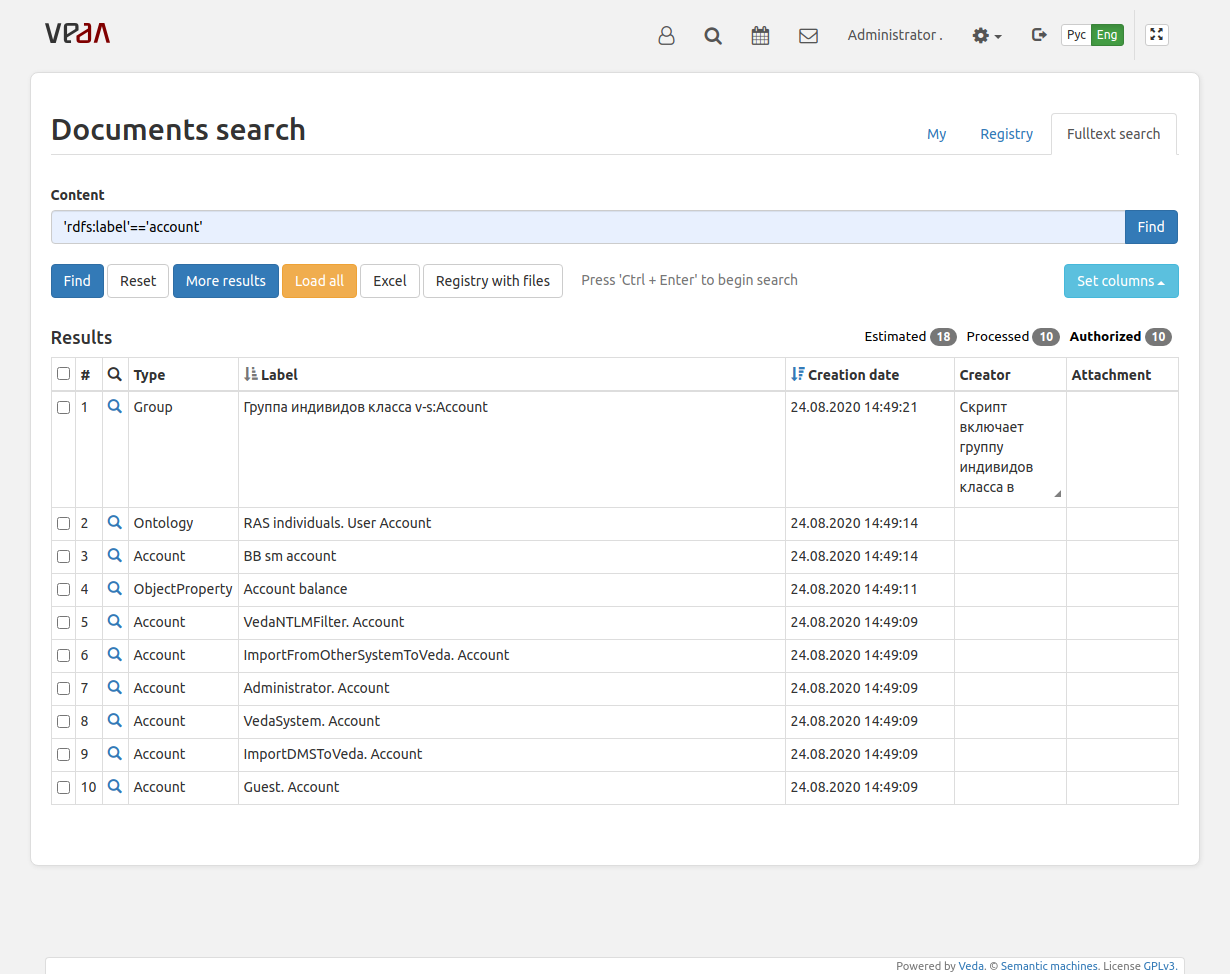 veda
Administrator .
Рус Eng
Documents search
My Registry Fulltext search
Content
'rdfs:label'=='account' Find
Find Reset More results Load all Excel Registry with files Press 'Ctrl + Enter' to begin search Set columns
Results Estimated 18 Processed 10 Authorized 10
# Type Label Creation date Creator Attachment
1 Group Группа индивидов класса v-s:Account 24.08.2020 14:49:21 Скрипт
включает
группу
индивидов
класса в
2 Ontology RAS individuals. User Account 24.08.2020 14:49:14
3 Account BB sm account 24.08.2020 14:49:14
4 ObjectProperty Account balance 24.08.2020 14:49:11
5 Account VedaNTLMFilter. Account 24.08.2020 14:49:09
6 Account ImportFromOtherSystemToVeda. Account 24.08.2020 14:49:09
7 Account Administrator. Account 24.08.2020 14:49:09
8 Account VedaSystem. Account 24.08.2020 14:49:09
9 Account ImportDMSToVeda. Account 24.08.2020 14:49:09
10 Account Guest. Account 24.08.2020 14:49:09
Powered by Veda. © Semantic machines. License GPLv3.